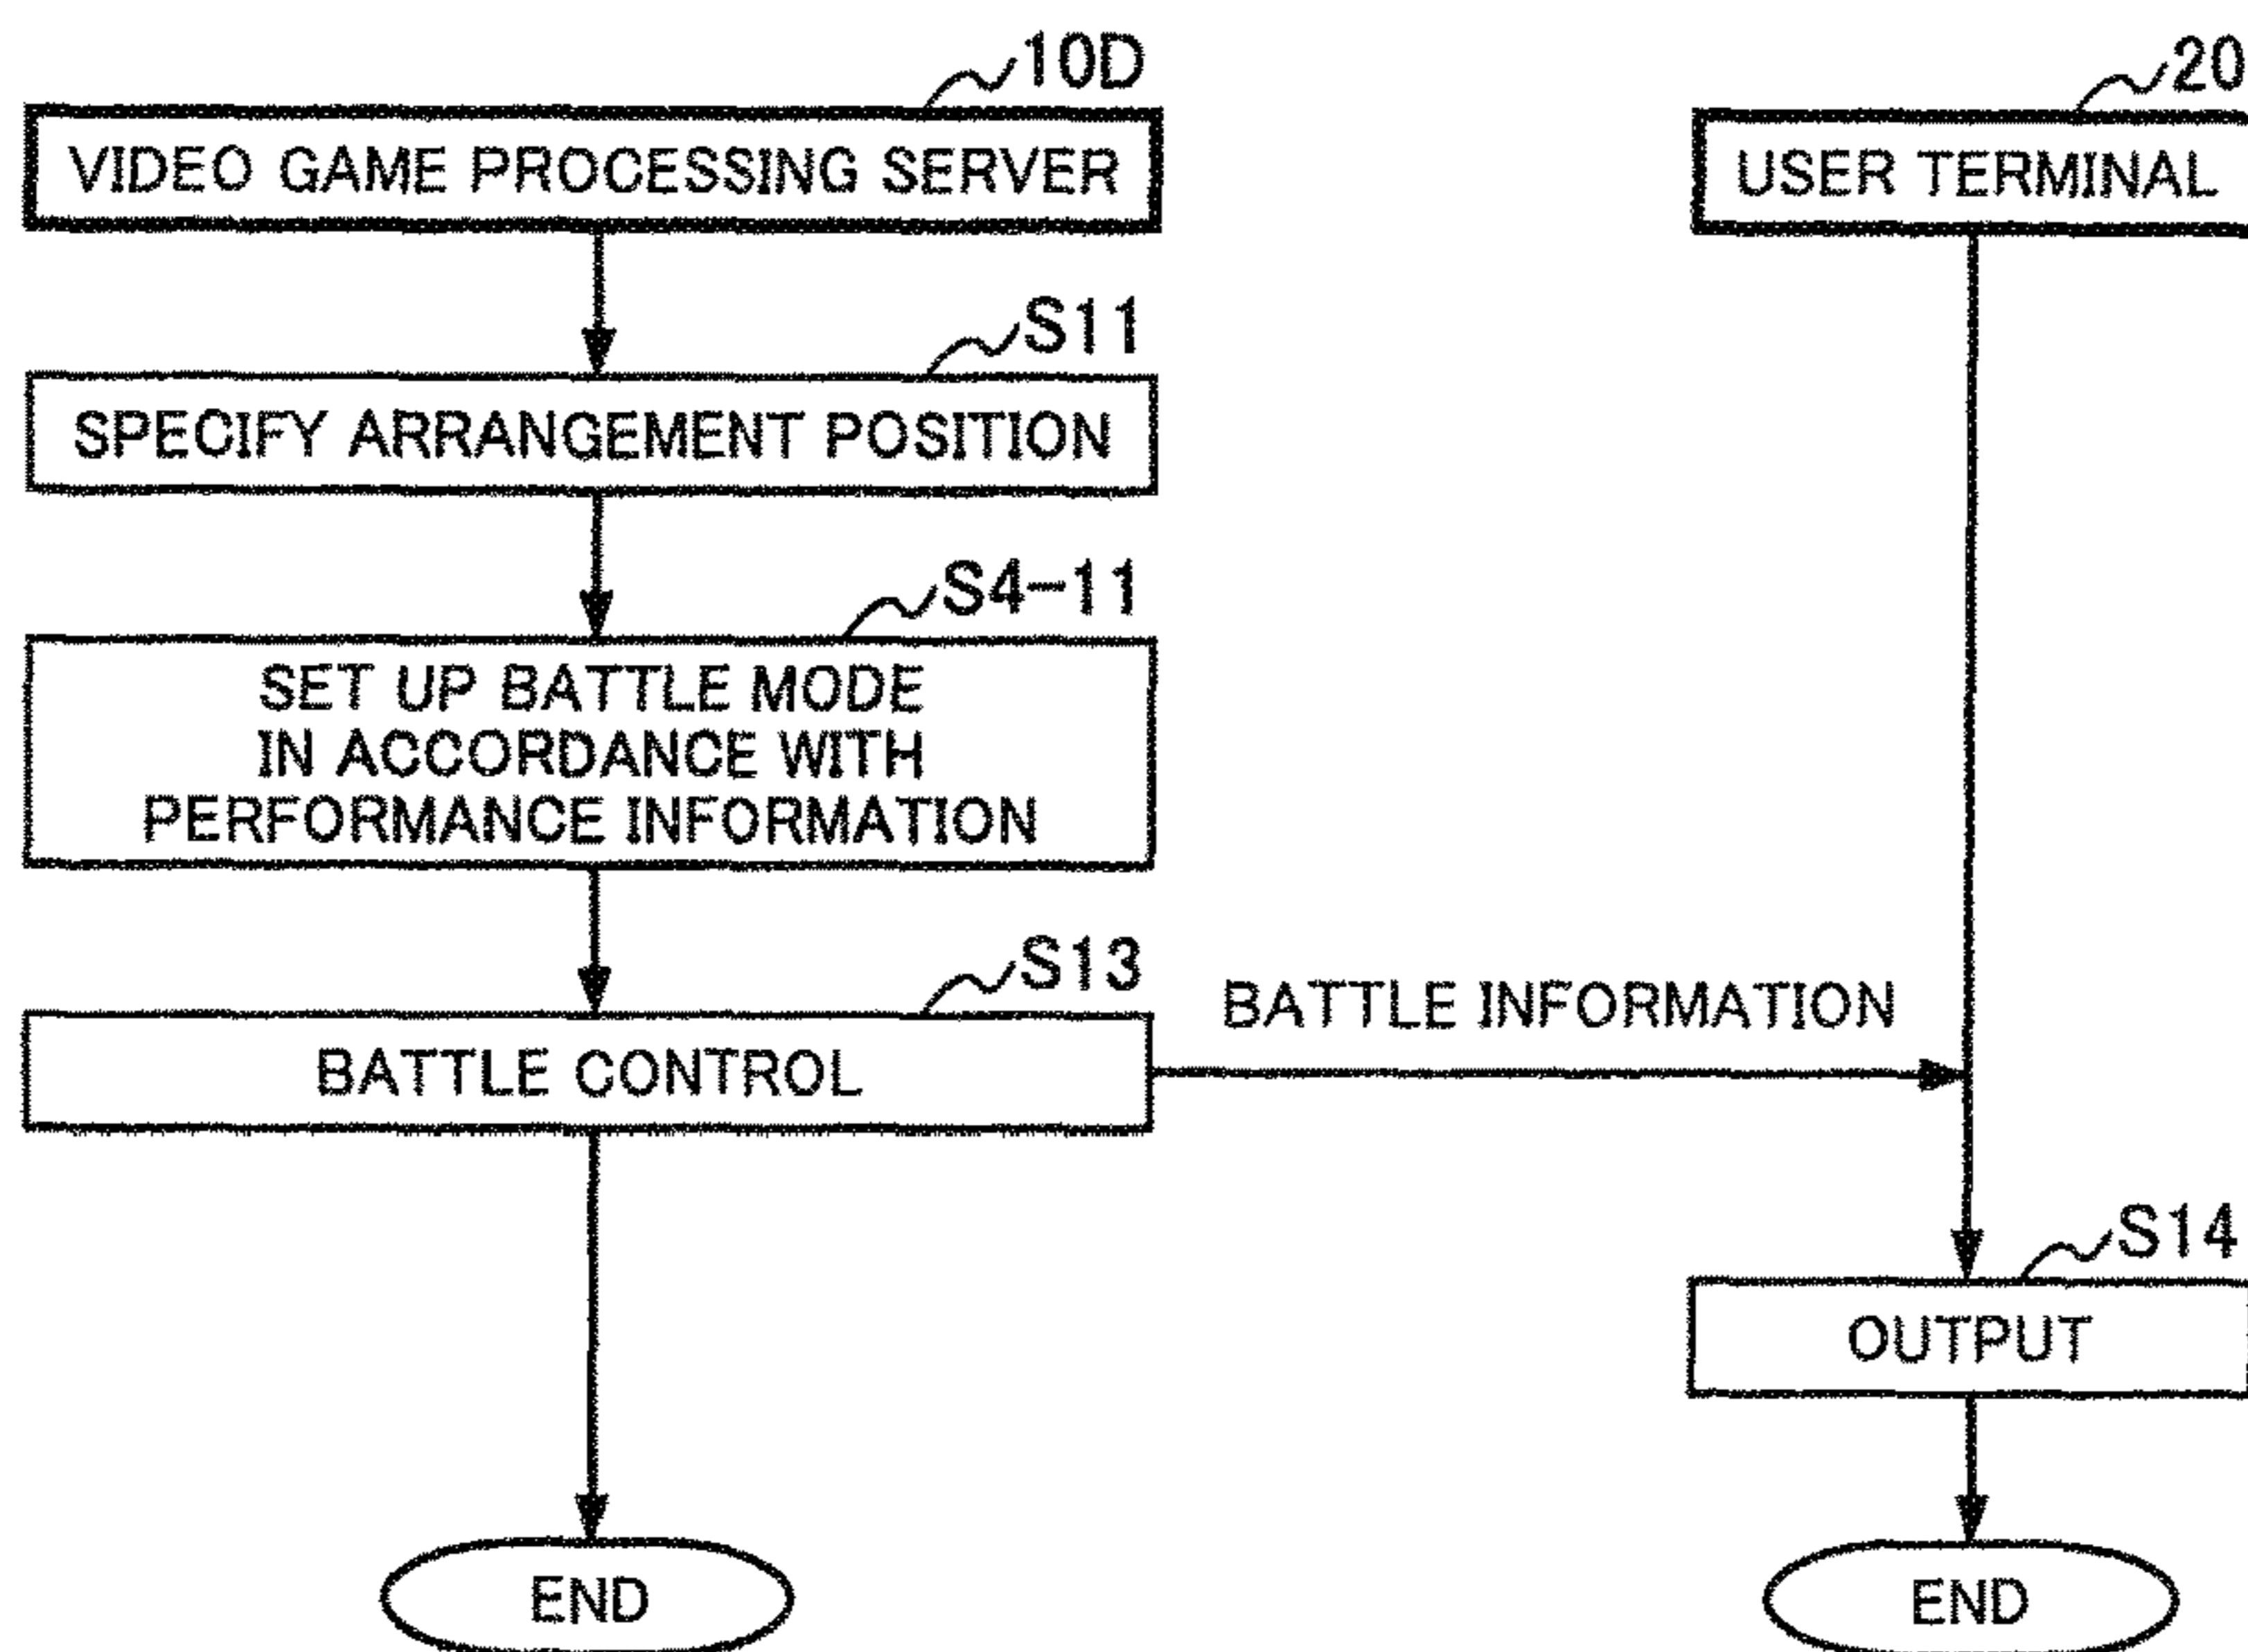 10D
VIDEO GAME PROCESSING SERVER
20
USER TERMINAL
S11
SPECIFY ARRANGEMENT POSITION
S4-11
SET UP BATTLE MODE
IN ACCORDANCE WITH
PERFORMANCE INFORMATION
S13
BATTLE CONTROL
BATTLE INFORMATION
S14
OUTPUT
END
END